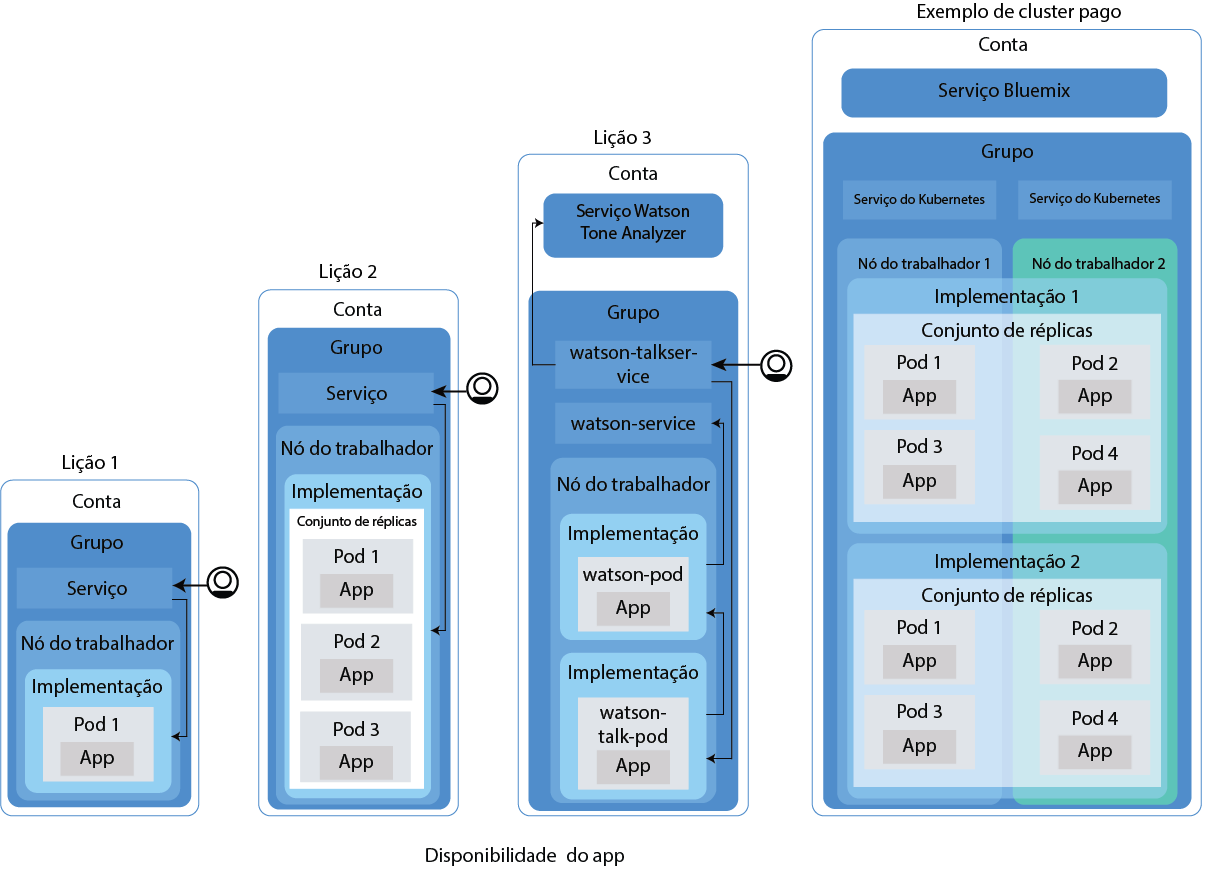 Lição 1
Conta
Grupo
Serviço
Nó do trabalhador
Implementação
Pod 1
App
Lição 2
Conta
Grupo
Serviço
Nó do trabalhador
Implementação
Conjunto de réplicas
Pod 1
App
Pod 2
App
Pod 3
App
Lição 3
Conta
Serviço Watson
Tone Analyzer
Grupo
watson-talkser-
vice
watson-service
Nó do trabalhador
Implementação
watson-pod
App
Implementação
watson-
talk-pod
App
Exemplo de cluster pago
Conta
Serviço Bluemix
Grupo
Serviço do Kubernetes
Serviço do Kubernetes
Nó do trabalhador 1
Nó do trabalhador 2
Implementação 1
Conjunto de réplicas
Pod 1
App
Pod 2
App
Pod 3
App
Pod 4
App
Implementação 2
Conjunto de réplicas
Pod 1
App
Pod 2
App
Pod 3
App
Pod 4
App
Disponibilidade do app